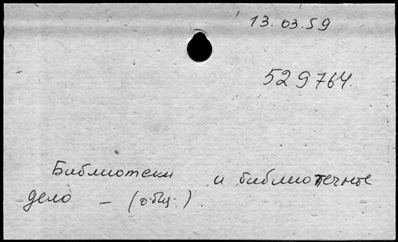 13.03.59
529764.
Библиотеки и библиотечное
дело – (общ.).